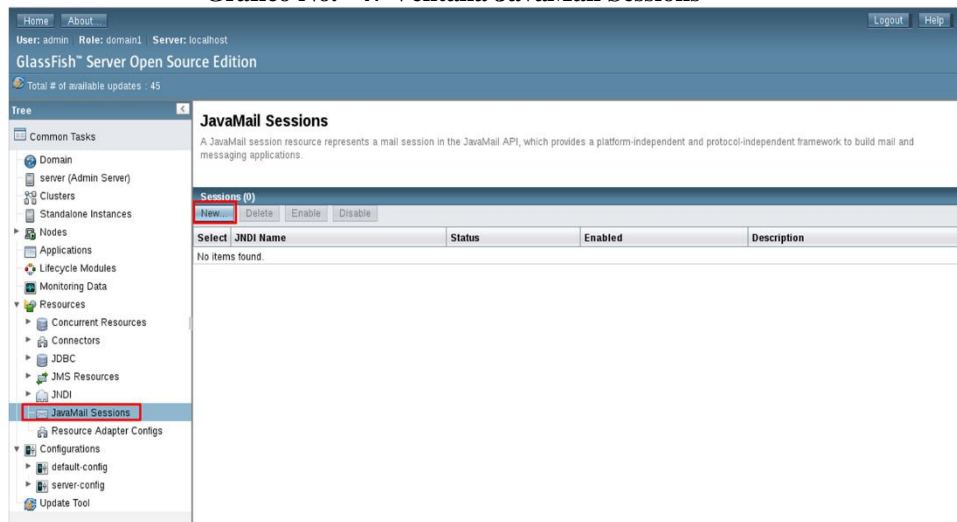 Ventana JavaMail Sessions
Home About...
Logout Help
User: admin Role: domain1 Server: localhost
GlassFish™ Server Open Source Edition
Total # of available updates : 45
Tree
Common Tasks
Domain
server (Admin Server)
Clusters
Standalone Instances
Nodes
Applications
Lifecycle Modules
Monitoring Data
Resources
Concurrent Resources
Connectors
JDBC
JMS Resources
JNDI
JavaMail Sessions
Resource Adapter Configs
Configurations
default-config
server-config
Update Tool
JavaMail Sessions
A JavaMail session resource represents a mail session in the JavaMail API, which provides a platform-independent and protocol-independent framework to build mail and
messaging applications.
Sessions (0)
New... Delete Enable Disable
Select JNDI Name Status Enabled Description
No items found.